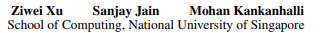 Ziwei Xu Sanjay Jain Mohan Kankanhalli
School of Computing, National University of Singapore